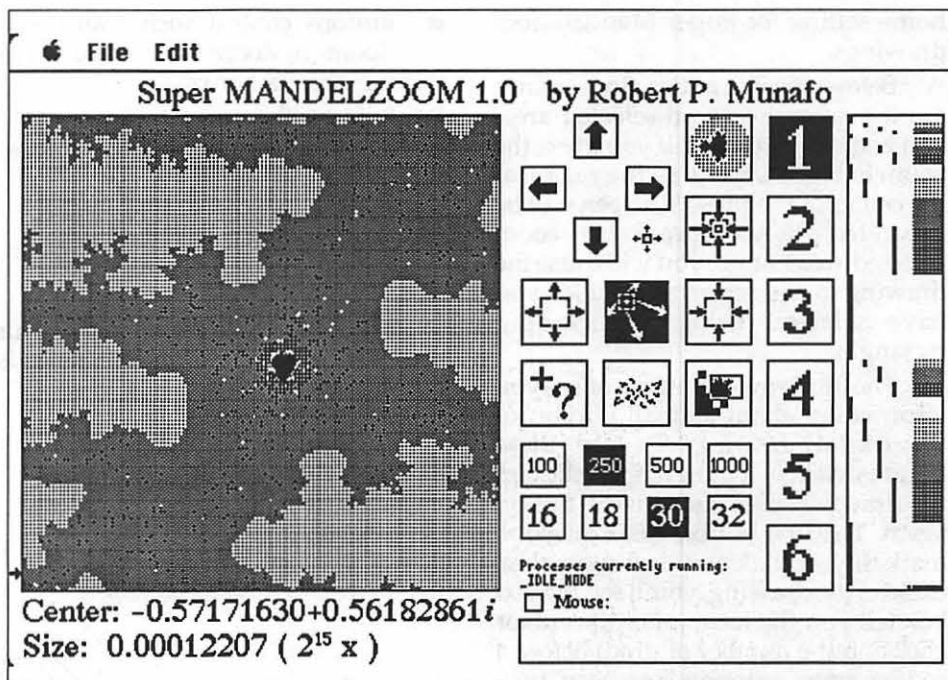 File Edit
Super MANDELZOOM 1.0 by Robert P. Munafo
1
2
3
4
?
100 250 500 1000
5
16 18 30 32
6
Processes currently running:
_IDLE_MODE
Mouse:
Center: -0.57171630+0.56182861i
Size: 0.00012207 ( 2¹⁵ x )